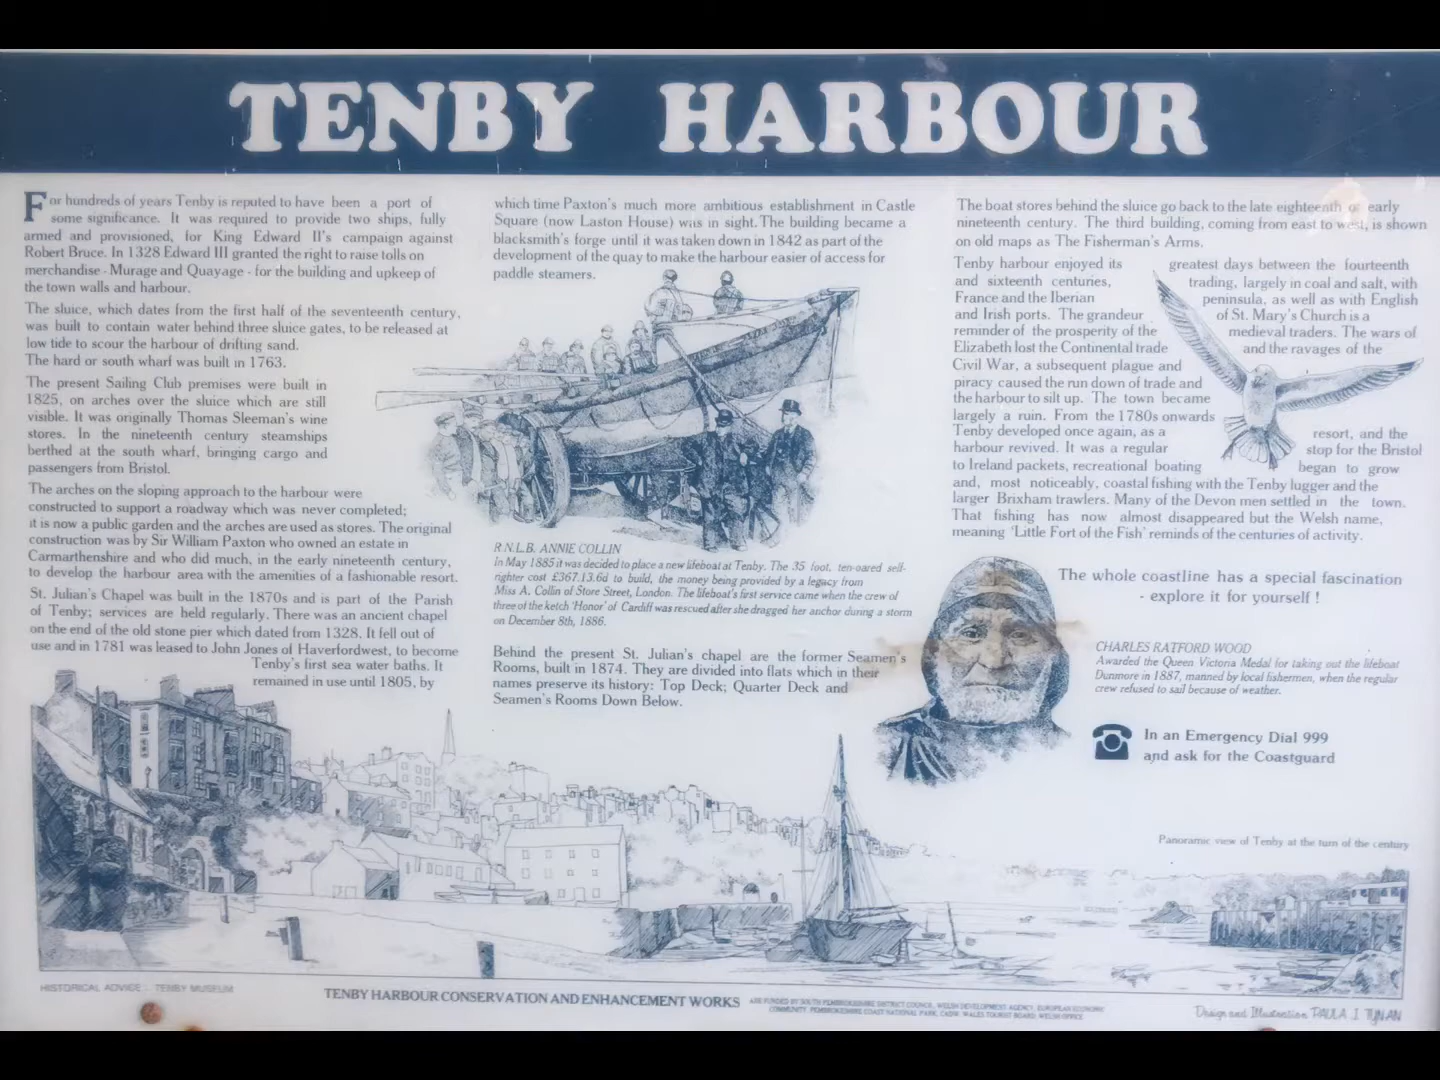 TENBY HARBOUR
For hundreds of years Tenby is reputed to have been a port of
some significance. It was required to provide two ships, fully
armed and provisioned, for King Edward II's campaign against
Robert Bruce. In 1328 Edward III granted the right to raise tolls on
merchandise - Murage and Quayage - for the building and upkeep of
the town walls and harbour.
The sluice, which dates from the first half of the seventeenth century,
was built to contain water behind three sluice gates, to be released at
low tide to scour the harbour of drifting sand.
The hard or south wharf was built in 1763.
The present Sailing Club premises were built in
1825, on arches over the sluice which are still
visible. It was originally Thomas Sleeman's wine
stores. In the nineteenth century steamships
berthed at the south wharf, bringing cargo and
passengers from Bristol.
The arches on the sloping approach to the harbour were
constructed to support a roadway which was never completed;
it is now a public garden and the arches are used as stores. The original
construction was by Sir William Paxton who owned an estate in
Carmarthenshire and who did much, in the early nineteenth century,
to develop the harbour area with the amenities of a fashionable resort.
St. Julian's Chapel was built in the 1870s and is part of the Parish
of Tenby; services are held regularly. There was an ancient chapel
on the end of the old stone pier which dated from 1328. It fell out of
use and in 1781 was leased to John Jones of Haverfordwest, to become
Tenby's first sea water baths. It
remained in use until 1805, by
which time Paxton's much more ambitious establishment in Castle
Square (now Laston House) was in sight. The building became a
blacksmith's forge until it was taken down in 1842 as part of the
development of the quay to make the harbour easier of access for
paddle steamers.
R.N.L.B. ANNIE COLLIN
In May 1885 it was decided to place a new lifeboat at Tenby. The 35 foot, ten-oared self-
righter cost £367.13.6d to build, the money being provided by a legacy from
Miss A. Collin of Store Street, London. The lifeboat's first service came when the crew of
three of the ketch 'Honor' of Cardiff was rescued after she dragged her anchor during a storm
on December 8th, 1886.
Behind the present St. Julian's chapel are the former Seamen's
Rooms, built in 1874. They are divided into flats which in their
names preserve its history: Top Deck; Quarter Deck and
Seamen's Rooms Down Below.
The boat stores behind the sluice go back to the late eighteenth or early
nineteenth century. The third building, coming from east to west, is shown
on old maps as The Fisherman's Arms.
Tenby harbour enjoyed its greatest days between the fourteenth
and sixteenth centuries, trading, largely in coal and salt, with
France and the Iberian peninsula, as well as with English
and Irish ports. The grandeur of St. Mary's Church is a
reminder of the prosperity of the medieval traders. The wars of
Elizabeth lost the Continental trade and the ravages of the
Civil War, a subsequent plague and
piracy caused the run down of trade and
the harbour to silt up. The town became
largely a ruin. From the 1780s onwards
Tenby developed once again, as a resort, and the
harbour revived. It was a regular stop for the Bristol
to Ireland packets, recreational boating began to grow
and, most noticeably, coastal fishing with the Tenby lugger and the
larger Brixham trawlers. Many of the Devon men settled in the town.
That fishing has now almost disappeared but the Welsh name,
meaning 'Little Fort of the Fish' reminds of the centuries of activity.
The whole coastline has a special fascination
- explore it for yourself !
CHARLES RATFORD WOOD
Awarded the Queen Victoria Medal for taking out the lifeboat
Dunmore in 1887, manned by local fishermen, when the regular
crew refused to sail because of weather.
In an Emergency Dial 999
and ask for the Coastguard
Panoramic view of Tenby at the turn of the century
HISTORICAL ADVICE - TENBY MUSEUM
TENBY HARBOUR CONSERVATION AND ENHANCEMENT WORKS
ARE FUNDED BY SOUTH PEMBROKESHIRE DISTRICT COUNCIL, WELSH DEVELOPMENT AGENCY, EUROPEAN ECONOMIC
COMMUNITY, PEMBROKESHIRE COAST NATIONAL PARK, CADW, WALES TOURIST BOARD, WELSH OFFICE
Design and Illustration PAULA J. TYNAN